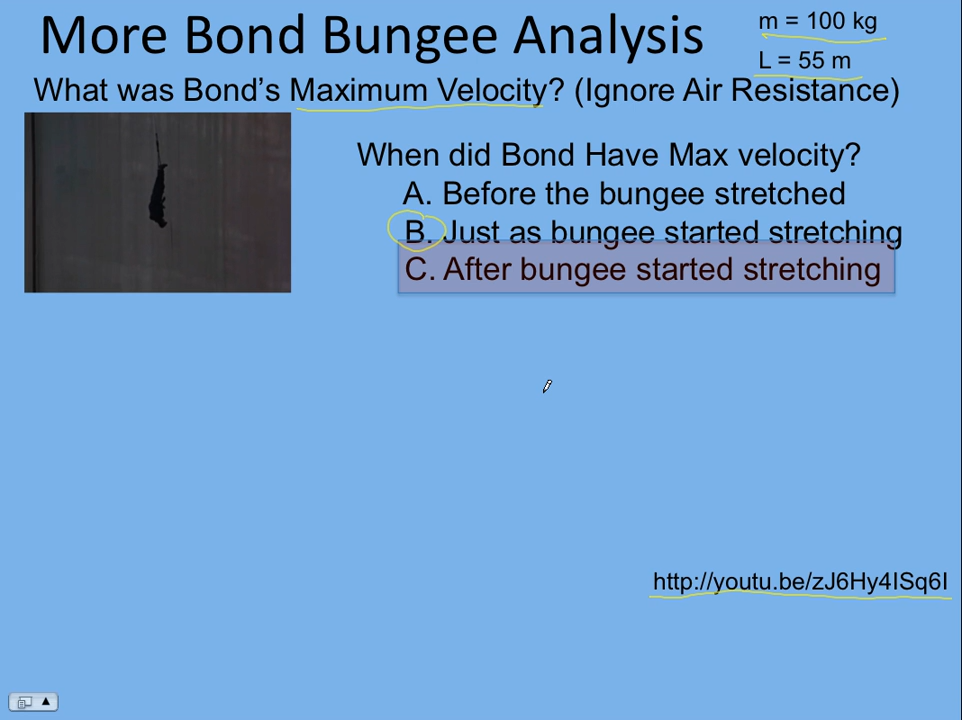 More Bond Bungee Analysis
m = 100 kg
L = 55 m
What was Bond's Maximum Velocity? (Ignore Air Resistance)
When did Bond Have Max velocity?
A. Before the bungee stretched
B. Just as bungee started stretching
C. After bungee started stretching
http://youtu.be/zJ6Hy4ISq6I